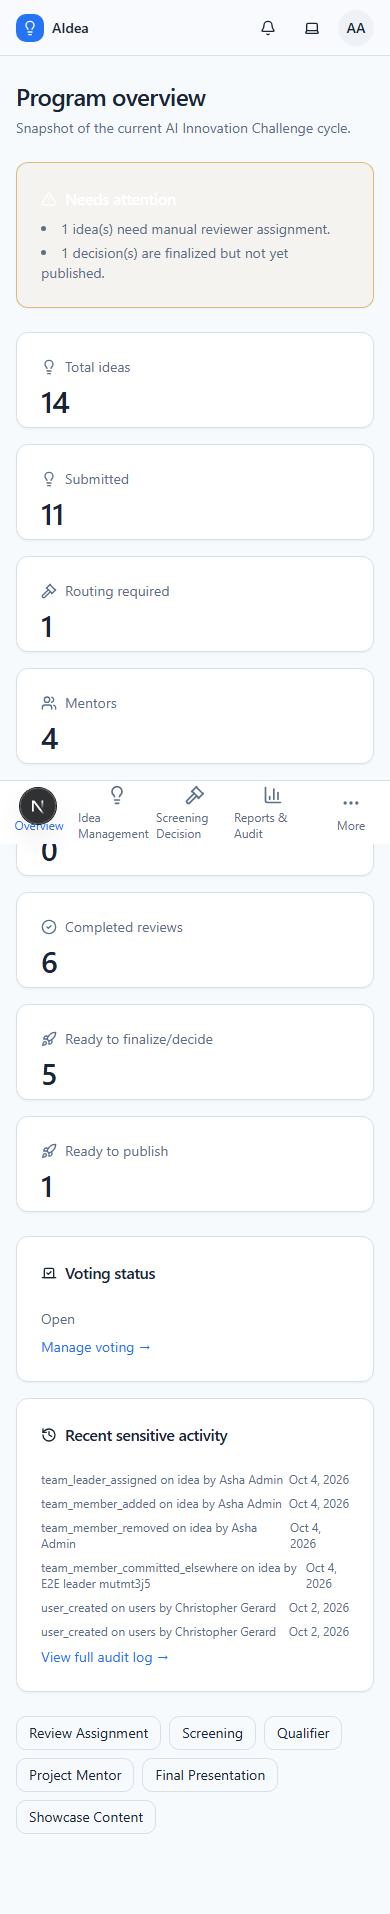 AIdea
AA
Program overview
Snapshot of the current AI Innovation Challenge cycle.
Needs attention
• 1 idea(s) need manual reviewer assignment.
• 1 decision(s) are finalized but not yet
published.
Total ideas
14
Submitted
11
Routing required
1
Mentors
4
N
Overview
Idea
Management
Screening
Decision
Reports &
Audit
More
0
Completed reviews
6
Ready to finalize/decide
5
Ready to publish
1
Voting status
Open
Manage voting →
Recent sensitive activity
team_leader_assigned on idea by Asha Admin Oct 4, 2026
team_member_added on idea by Asha Admin Oct 4, 2026
team_member_removed on idea by Asha Oct 4,
Admin 2026
team_member_committed_elsewhere on idea by Oct 4,
E2E leader mutmt3j5 2026
user_created on users by Christopher Gerard Oct 2, 2026
user_created on users by Christopher Gerard Oct 2, 2026
View full audit log →
Review Assignment Screening Qualifier
Project Mentor Final Presentation
Showcase Content